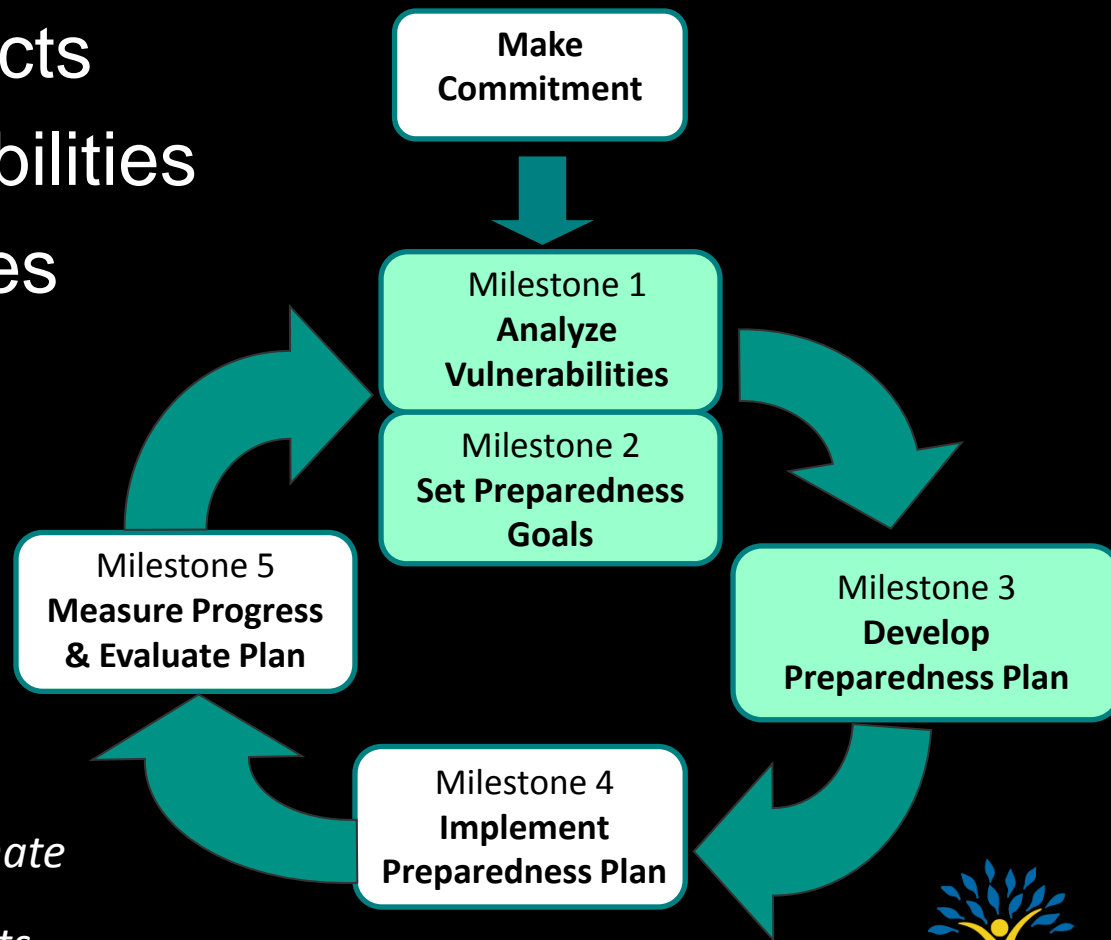 cts
bilities
es
Make
Commitment
Milestone 1
Analyze
Vulnerabilities
Milestone 2
Set Preparedness
Goals
Milestone 3
Develop
Preparedness Plan
Milestone 4
Implement
Preparedness Plan
Milestone 5
Measure Progress
& Evaluate Plan
ate